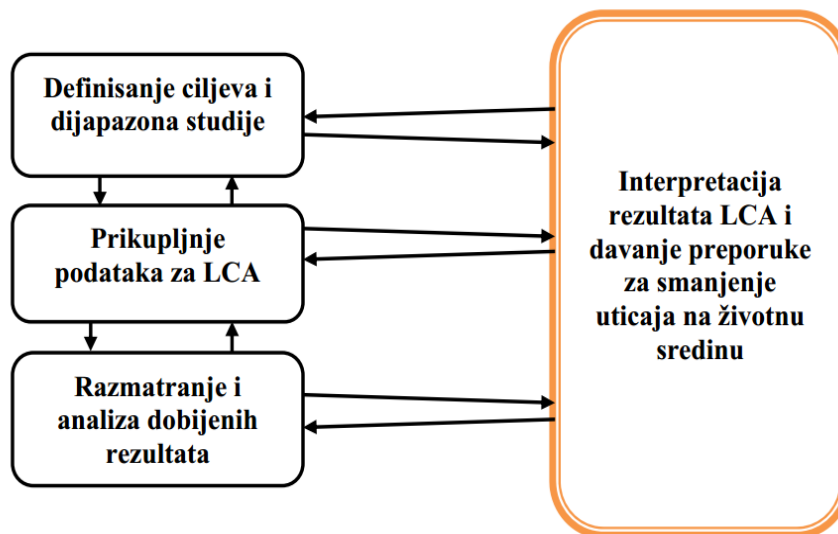 Definisanje ciljeva i
dijapazona studije
Prikupljnje
podataka za LCA
Razmatranje i
analiza dobijenih
rezultata
Interpretacija
rezultata LCA i
davanje preporuke
za smanjenje
uticaja na životnu
sredinu